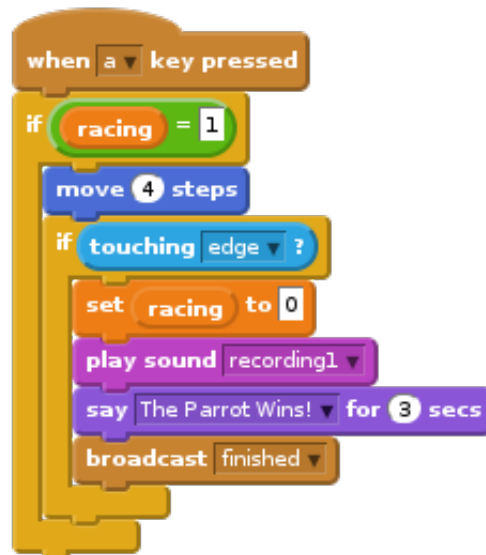 when a key pressed
if racing = 1
move 4 steps
if touching edge ?
set racing to 0
play sound recording1
say The Parrot Wins! for 3 secs
broadcast finished